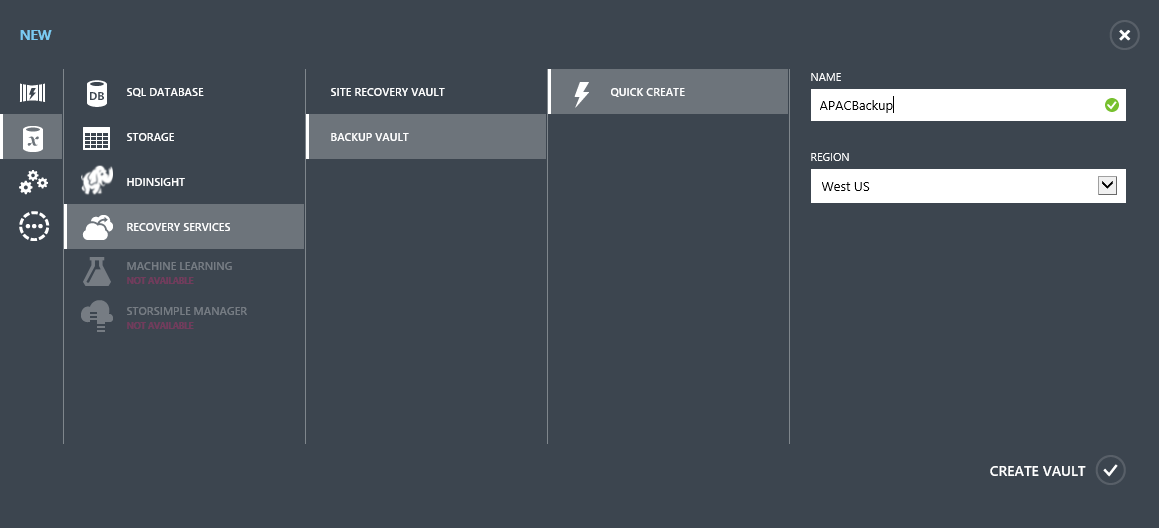 NEW
DB
SQL DATABASE
STORAGE
HDINSIGHT
RECOVERY SERVICES
MACHINE LEARNING
NOT AVAILABLE
STORSIMPLE MANAGER
NOT AVAILABLE
SITE RECOVERY VAULT
BACKUP VAULT
QUICK CREATE
NAME
APACBackup
REGION
West US
CREATE VAULT
x